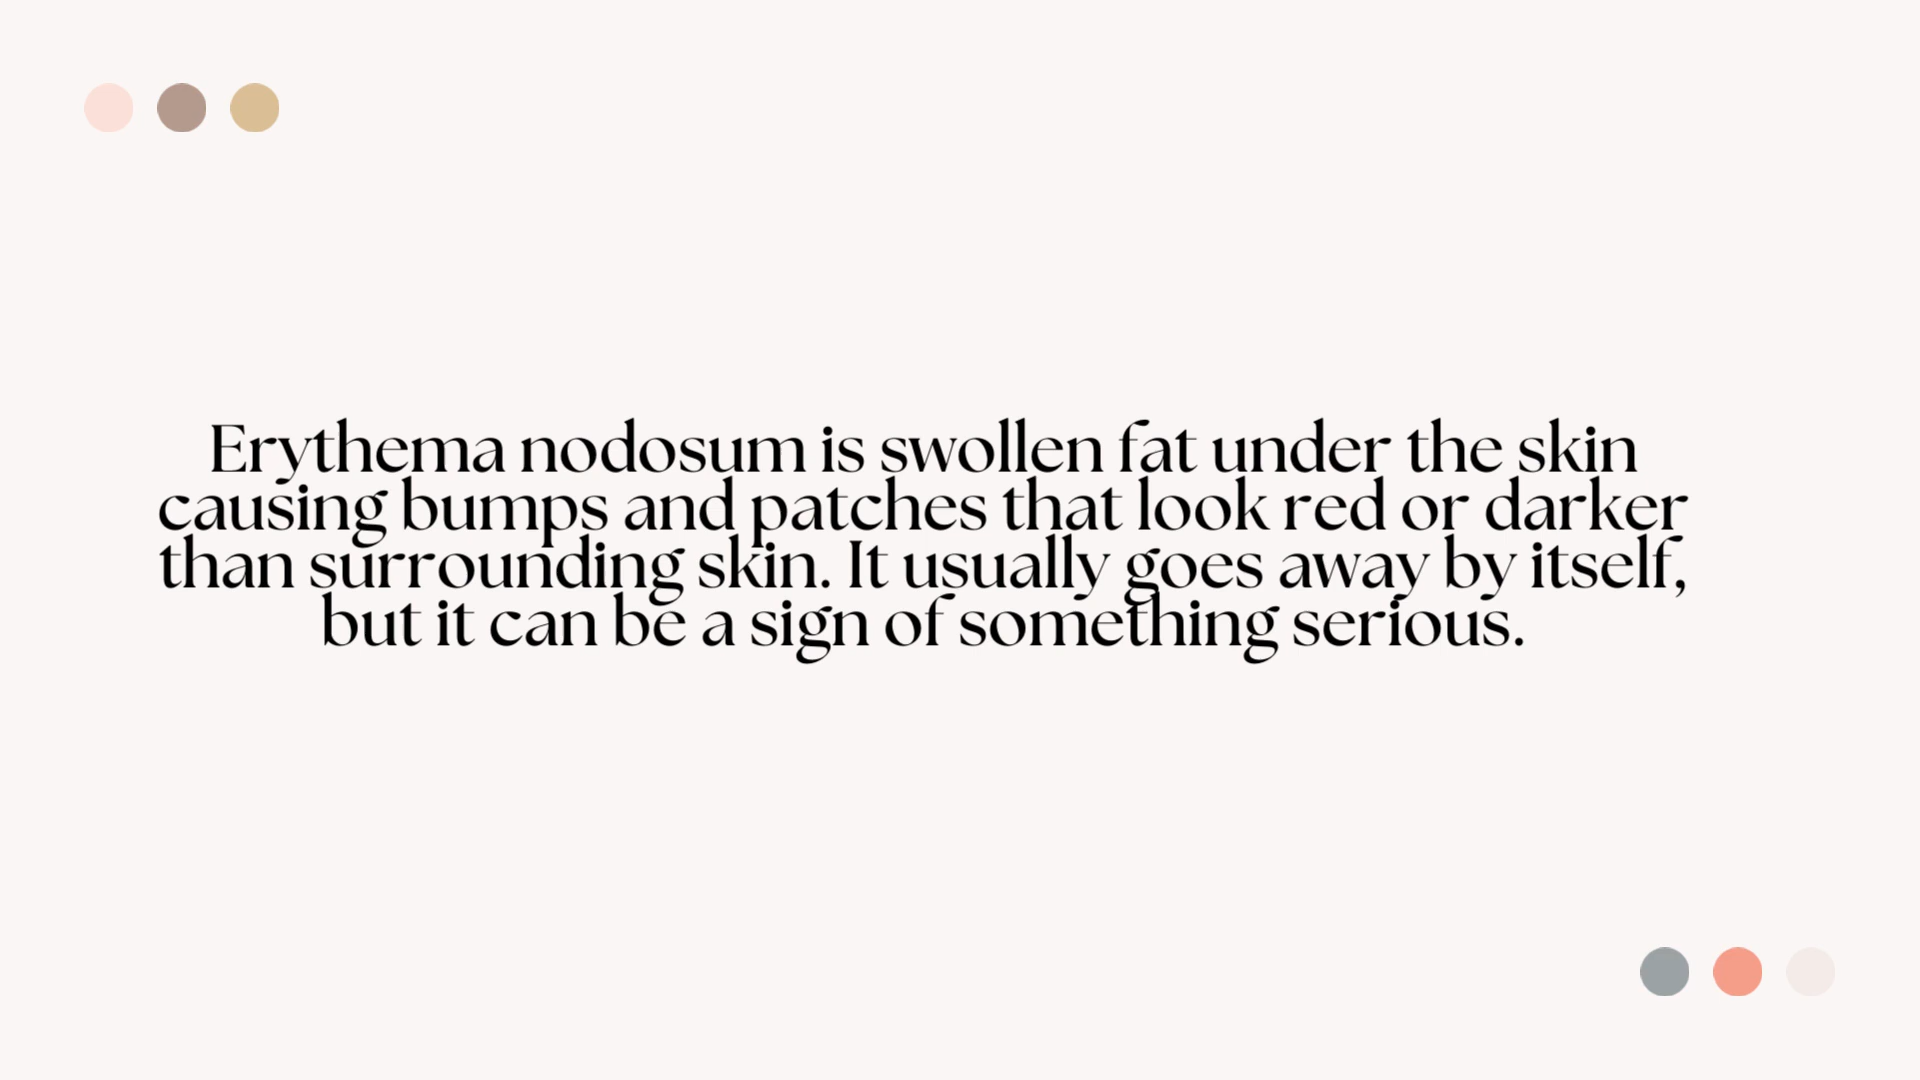 Erythema nodosum is swollen fat under the skin
causing bumps and patches that look red or darker
than surrounding skin. It usually goes away by itself,
but it can be a sign of something serious.